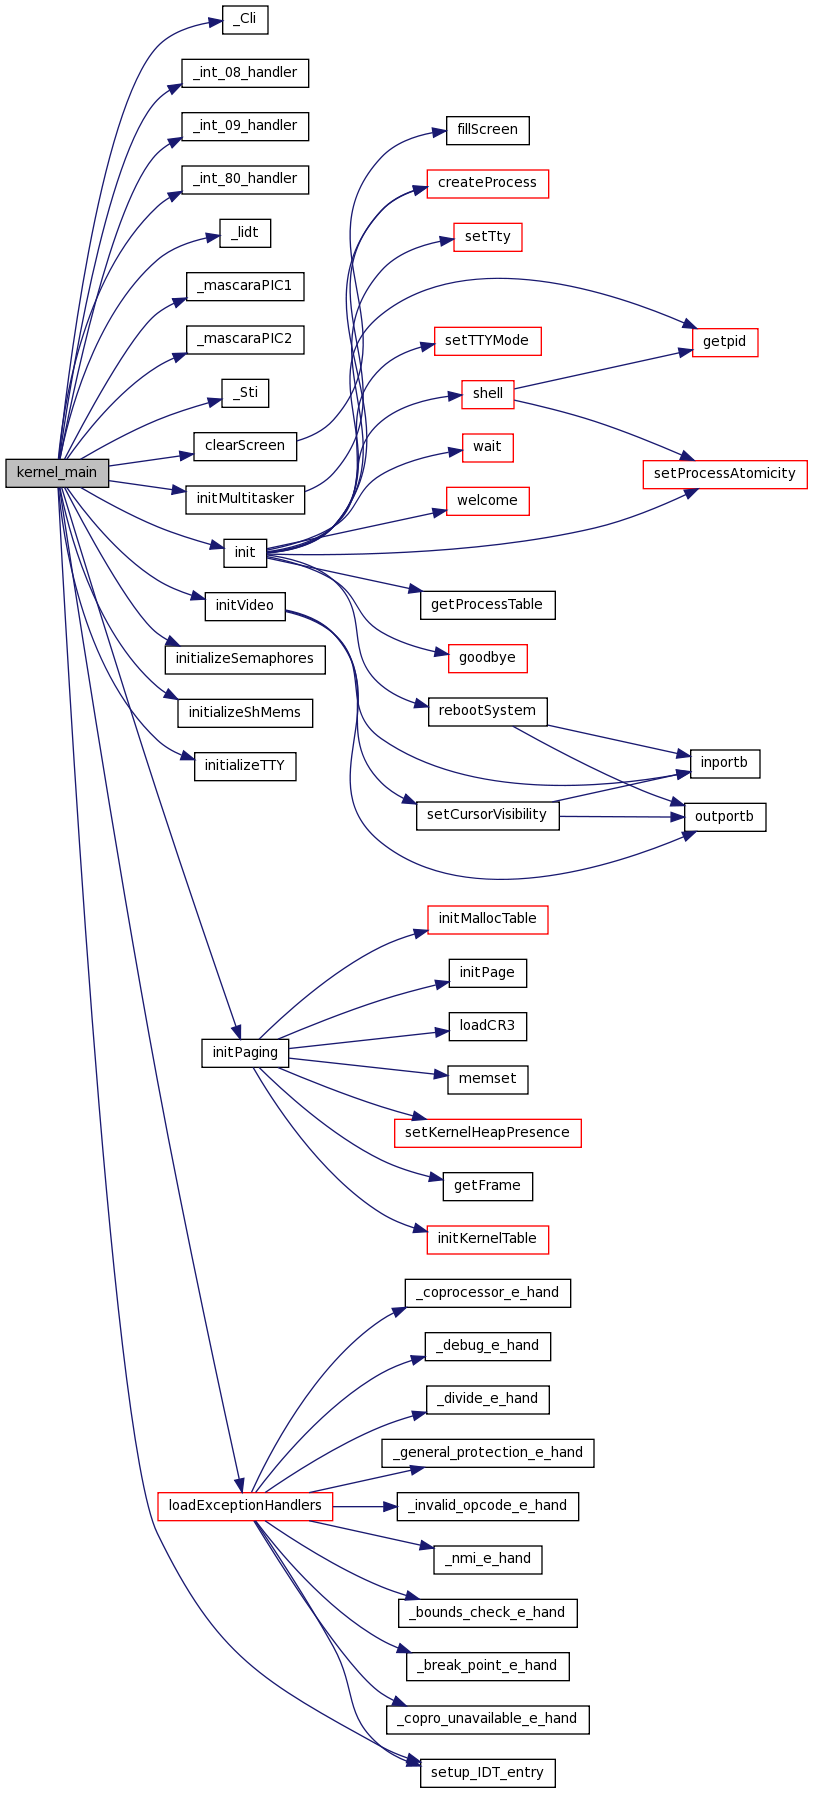 _Cli
_int_08_handler
_int_09_handler
_int_80_handler
_lidt
_mascaraPIC1
_mascaraPIC2
_Sti
kernel_main
clearScreen
initMultitasker
init
initVideo
initializeSemaphores
initializeShMems
initializeTTY
initPaging
loadExceptionHandlers
fillScreen
createProcess
setTty
setTTYMode
shell
wait
welcome
getProcessTable
goodbye
rebootSystem
setCursorVisibility
initMallocTable
initPage
loadCR3
memset
setKernelHeapPresence
getFrame
initKernelTable
_coprocessor_e_hand
_debug_e_hand
_divide_e_hand
_general_protection_e_hand
_invalid_opcode_e_hand
_nmi_e_hand
_bounds_check_e_hand
_break_point_e_hand
_copro_unavailable_e_hand
setup_IDT_entry
getpid
setProcessAtomicity
inportb
outportb